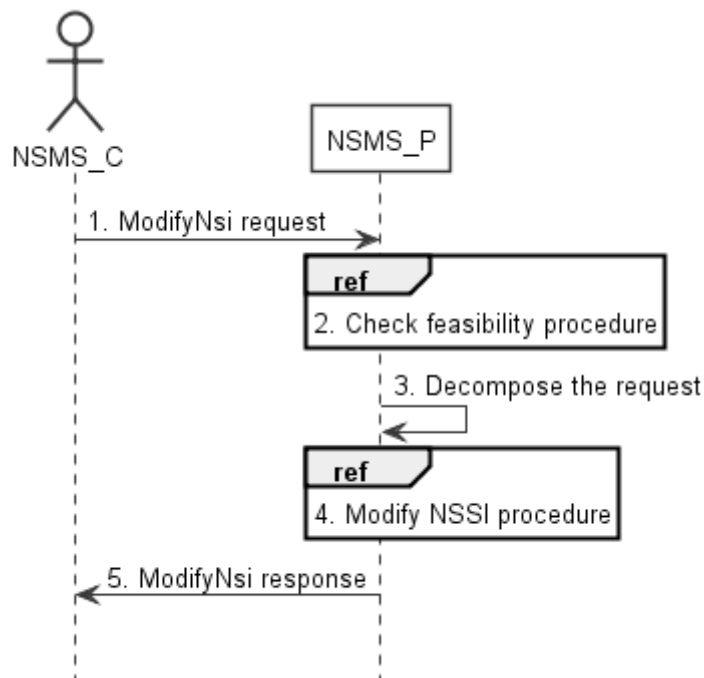 NSMS_C
NSMS_P
1. ModifyNsi request
ref
2. Check feasibility procedure
3. Decompose the request
ref
4. Modify NSSI procedure
5. ModifyNsi response